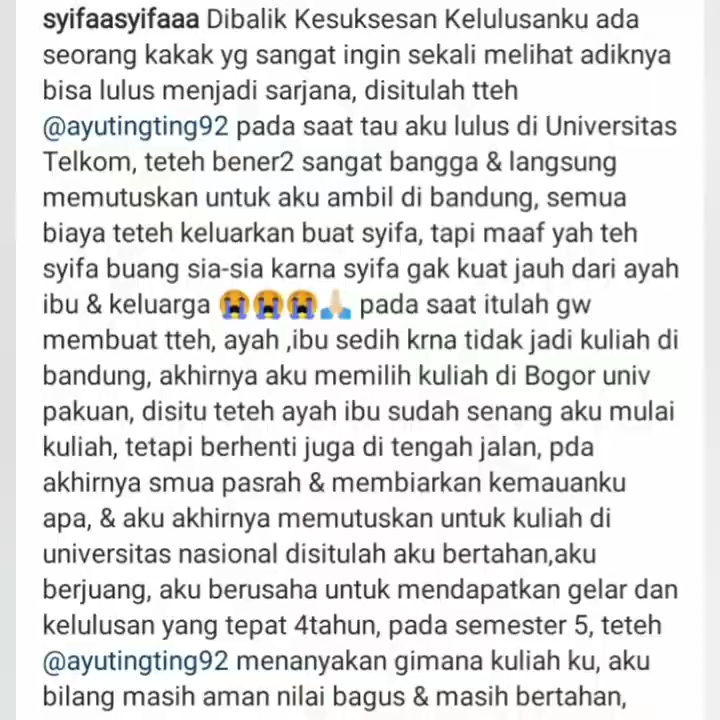 syifaasyifaaa Dibalik Kesuksesan Kelulusanku ada
seorang kakak yg sangat ingin sekali melihat adiknya
bisa lulus menjadi sarjana, disitulah tteh
@ayutingting92 pada saat tau aku lulus di Universitas
Telkom, teteh bener2 sangat bangga & langsung
memutuskan untuk aku ambil di bandung, semua
biaya teteh keluarkan buat syifa, tapi maaf yah teh
syifa buang sia-sia karna syifa gak kuat jauh dari ayah
ibu & keluarga 😭😭😭🙏🏼 pada saat itulah gw
membuat tteh, ayah ,ibu sedih krna tidak jadi kuliah di
bandung, akhirnya aku memilih kuliah di Bogor univ
pakuan, disitu teteh ayah ibu sudah senang aku mulai
kuliah, tetapi berhenti juga di tengah jalan, pda
akhirnya smua pasrah & membiarkan kemauanku
apa, & aku akhirnya memutuskan untuk kuliah di
universitas nasional disitulah aku bertahan,aku
berjuang, aku berusaha untuk mendapatkan gelar dan
kelulusan yang tepat 4tahun, pada semester 5, teteh
@ayutingting92 menanyakan gimana kuliah ku, aku
bilang masih aman nilai bagus & masih bertahan,